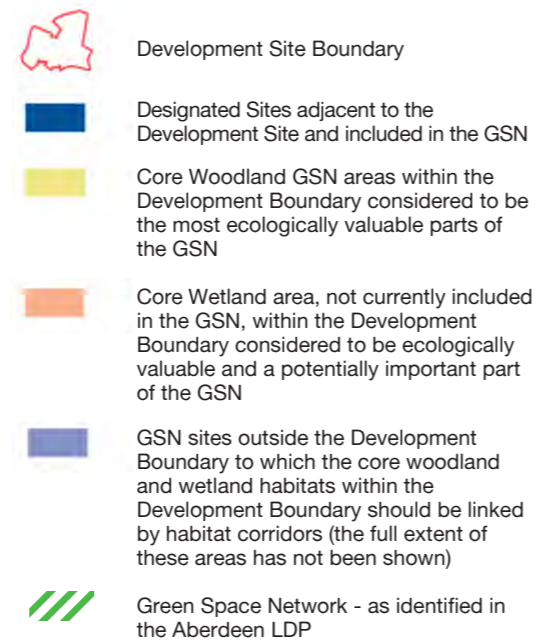 Development Site Boundary
Designated Sites adjacent to the
Development Site and included in the GSN
Core Woodland GSN areas within the
Development Boundary considered to be
the most ecologically valuable parts of
the GSN
Core Wetland area, not currently included
in the GSN, within the Development
Boundary considered to be ecologically
valuable and a potentially important part
of the GSN
GSN sites outside the Development
Boundary to which the core woodland
and wetland habitats within the
Development Boundary should be linked
by habitat corridors (the full extent of
these areas has not been shown)
Green Space Network - as identified in
the Aberdeen LDP